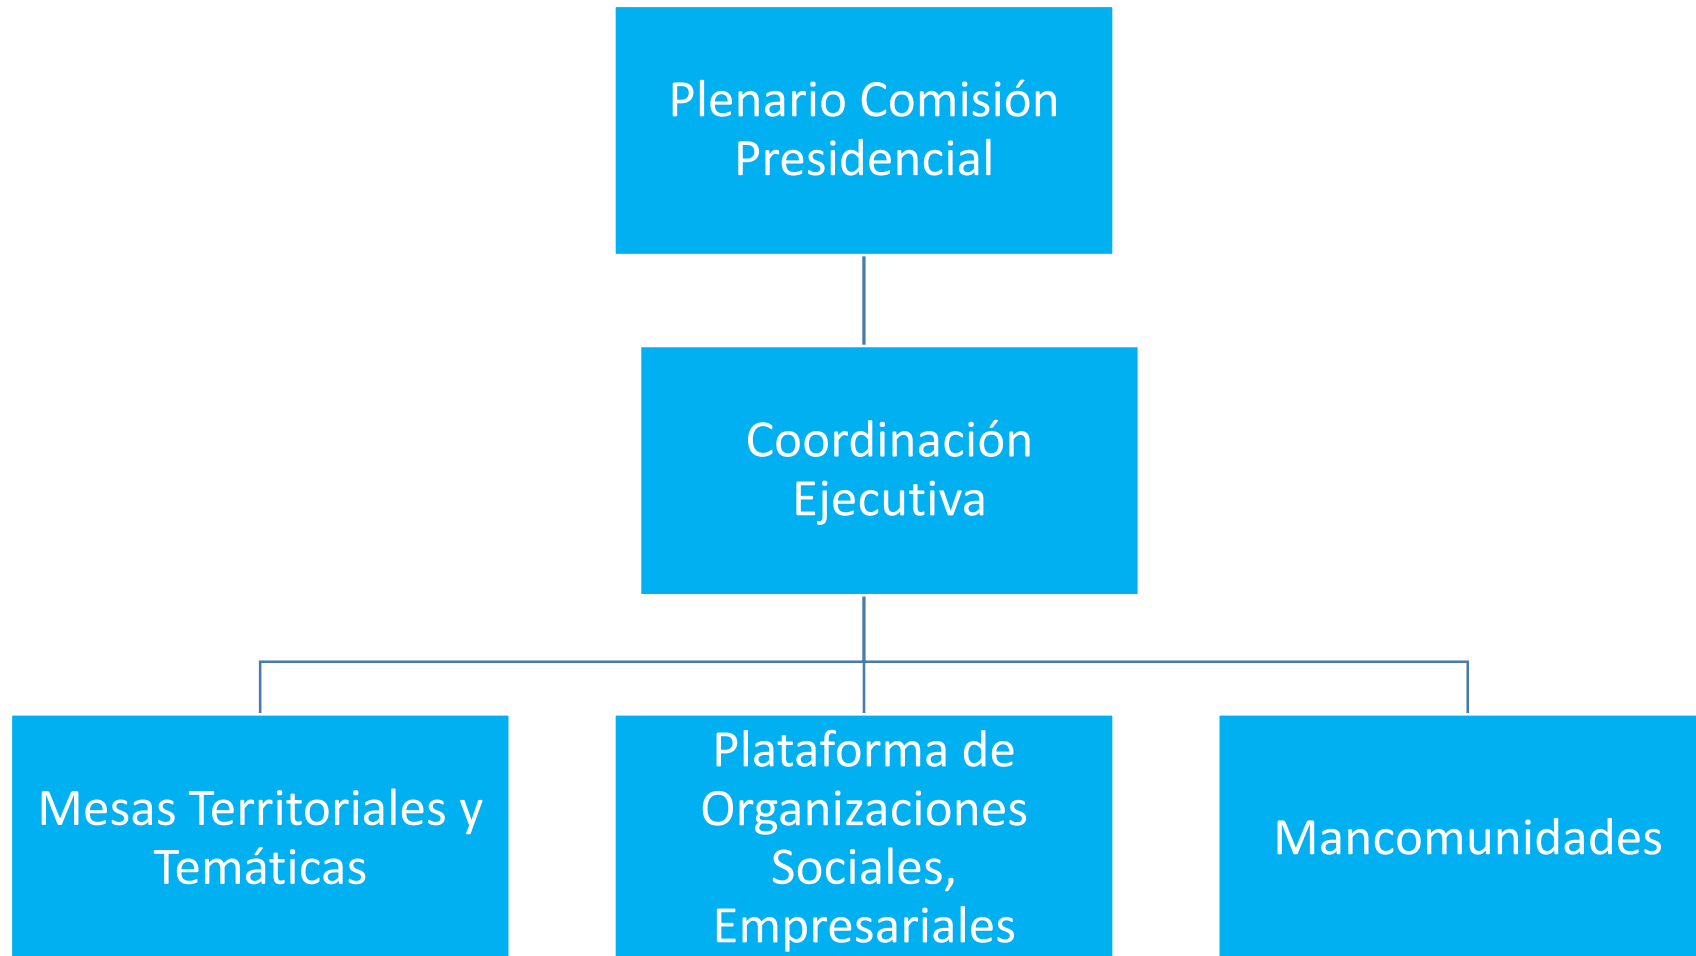 Plenario Comisión
Presidencial
Coordinación
Ejecutiva
Mesas Territoriales y
Temáticas
Plataforma de
Organizaciones
Sociales,
Empresariales
Mancomunidades